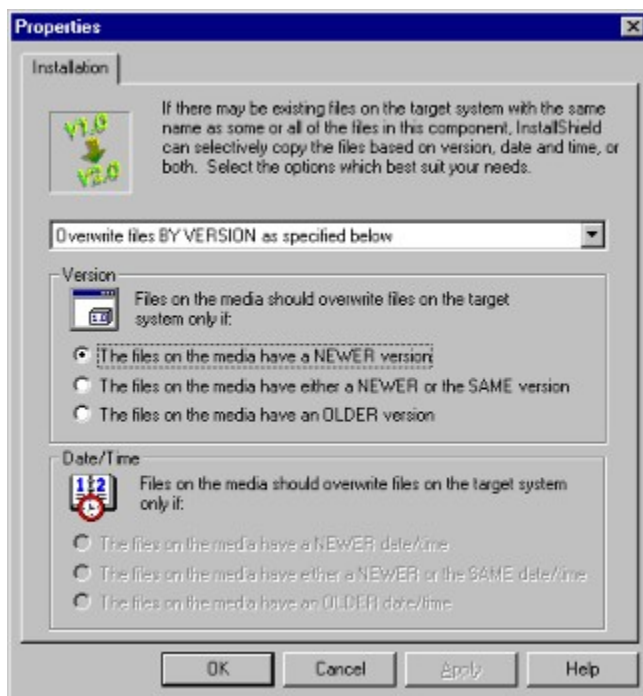 Properties
Installation
V1.0
V2.0
If there may be existing files on the target system with the same
name as some or all of the files in this component, InstallShield
can selectively copy the files based on version, date and time, or
both. Select the options which best suit your needs.
Overwrite files BY VERSION as specified below
Version
1.0
Files on the media should overwrite files on the target
system only if:
The files on the media have a NEWER version
The files on the media have either a NEWER or the SAME version
The files on the media have an OLDER version
Date/Time
12
Files on the media should overwrite files on the target system
only if:
The files on the media have a NEWER date/time
The files on the media have either a NEWER or the SAME date/time
The files on the media have an OLDER date/time
OK
Cancel
Apply
Help